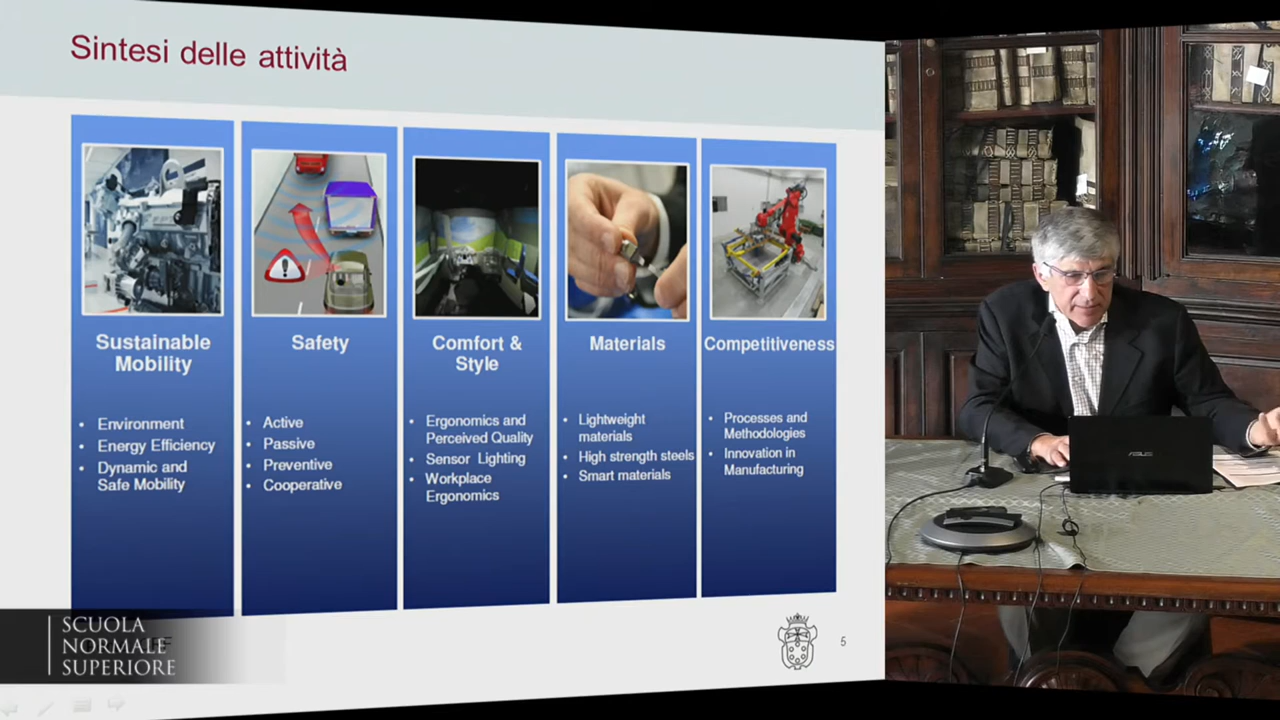 Sintesi delle attività
Sustainable
Mobility
• Environment
• Energy Efficiency
• Dynamic and
Safe Mobility
Safety
• Active
• Passive
• Preventive
• Cooperative
Comfort &
Style
• Ergonomics and
Perceived Quality
• Sensor Lighting
• Workplace
Ergonomics
Materials
• Lightweight
materials
• High strength steels
• Smart materials
Competitiveness
• Processes and
Methodologies
• Innovation in
Manufacturing
SCUOLA
NORMALE
SUPERIORE
5
ASUS